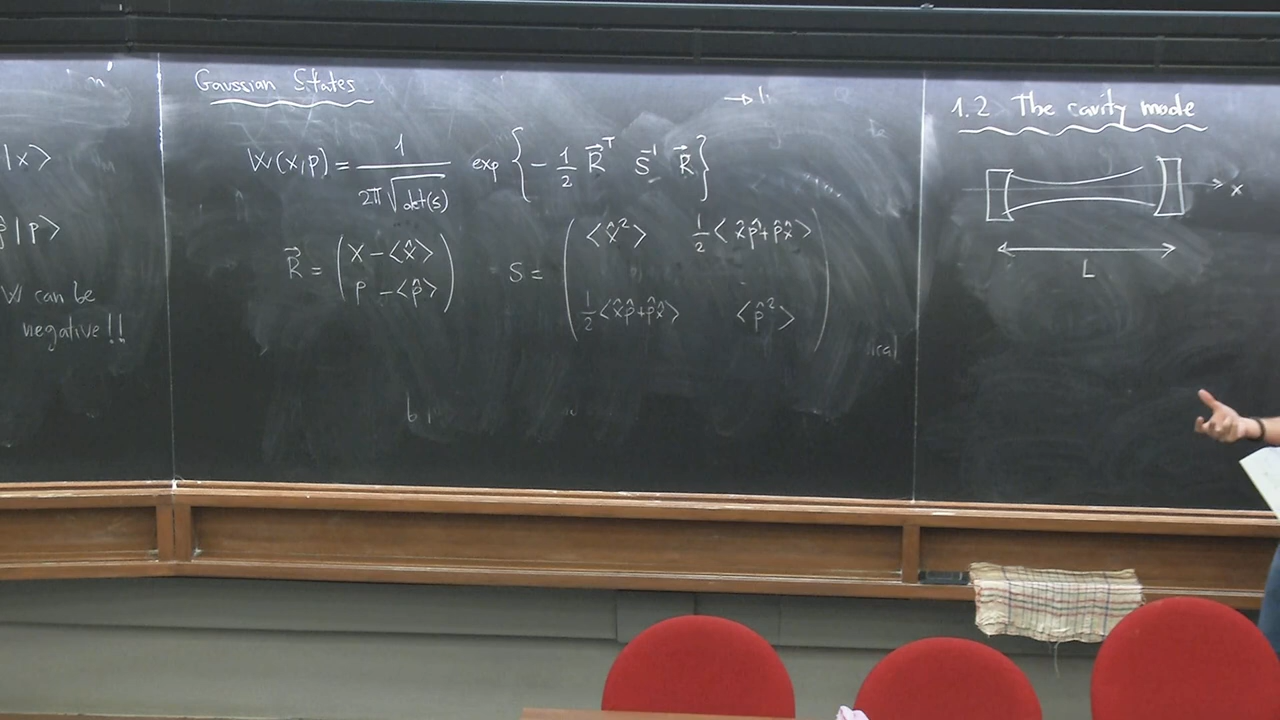 |x⟩
|p⟩
W can be
negative!!
Gaussian States
W(x,p) = 1 / (2π √det(S)) exp { - 1/2 R⃗ᵀ S⁻¹ R⃗ }
R⃗ = ( x - ⟨x̂⟩ ; p - ⟨p̂⟩ ) S = ( ⟨x̂²⟩ 1/2⟨x̂p̂+p̂x̂⟩ ; 1/2⟨x̂p̂+p̂x̂⟩ ⟨p̂²⟩ )
1.2 The cavity mode
x
L